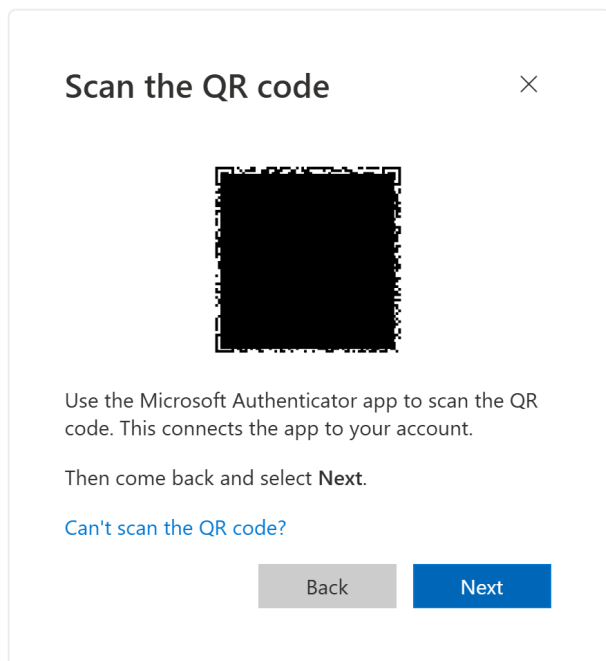 Scan the QR code
Use the Microsoft Authenticator app to scan the QR
code. This connects the app to your account.
Then come back and select Next.
Can't scan the QR code?
Back
Next